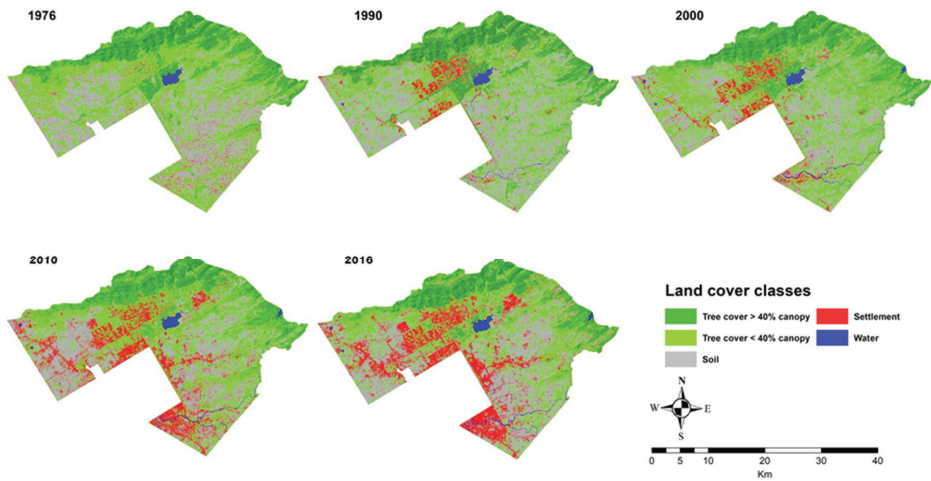 1976
1990
2000
2010
2016
Land cover classes
Tree cover > 40% canopy
Settlement
Tree cover < 40% canopy
Water
Soil
N
W
E
S
0 5 10 20 30 40
Km